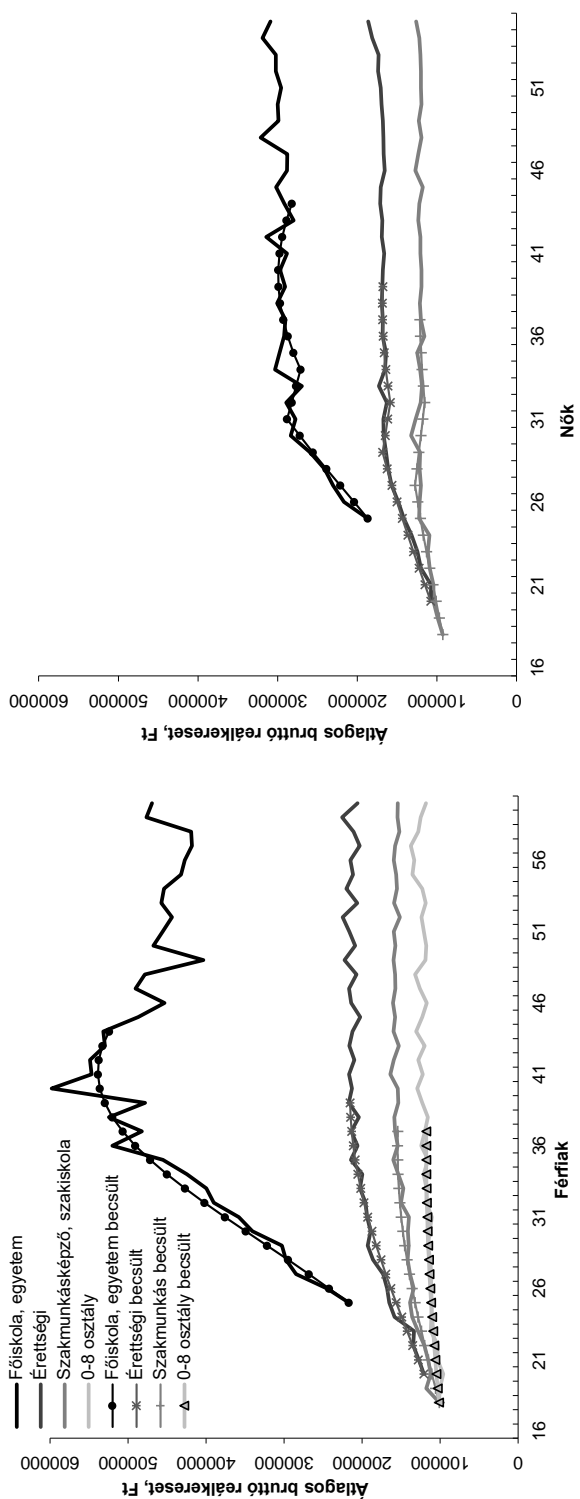 Átlagos bruttó reálkereset, Ft
600000
500000
400000
300000
200000
100000
0
Főiskola, egyetem
Érettségi
Szakmunkásképző, szakiskola
0-8 osztály
Főiskola, egyetem becsült
Érettségi becsült
Szakmunkás becsült
0-8 osztály becsült
16 21 26 31 36 41 46 51 56
Férfiak
Átlagos bruttó reálkereset, Ft
600000
500000
400000
300000
200000
100000
0
16 21 26 31 36 41 46 51
Nők